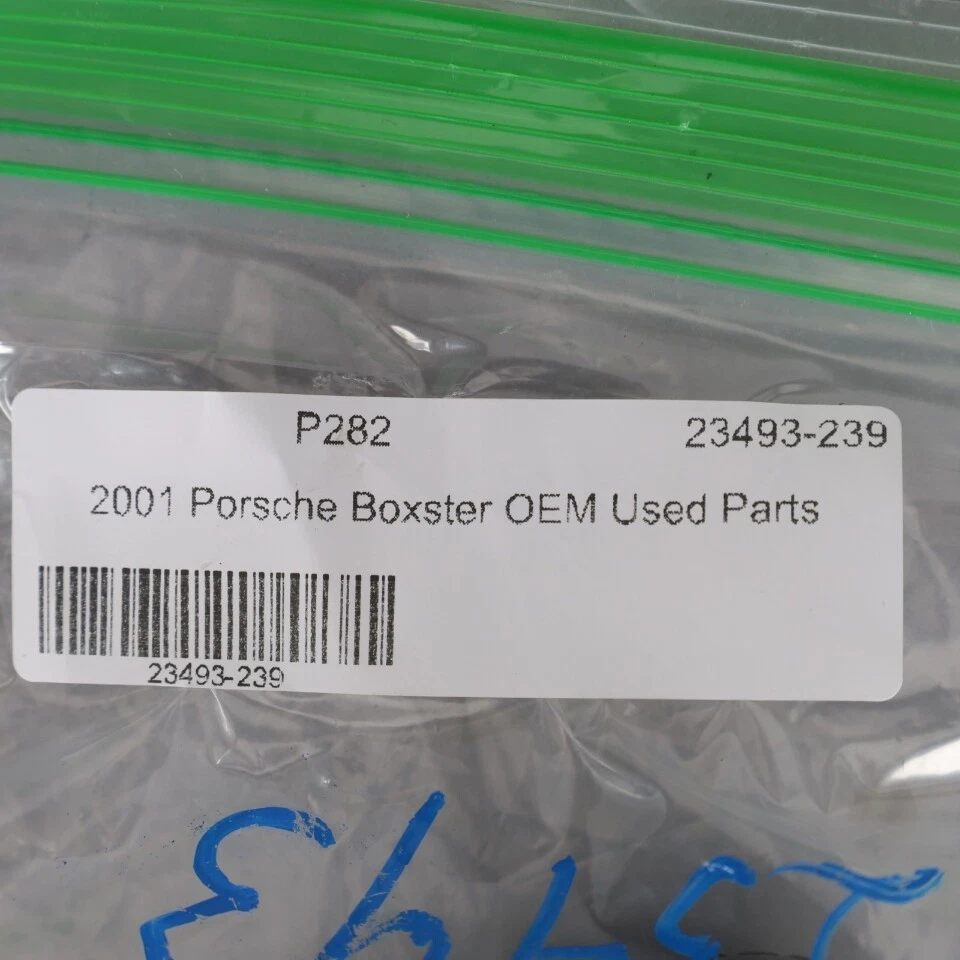 P282 23493-239
2001 Porsche Boxster OEM Used Parts
23493-239